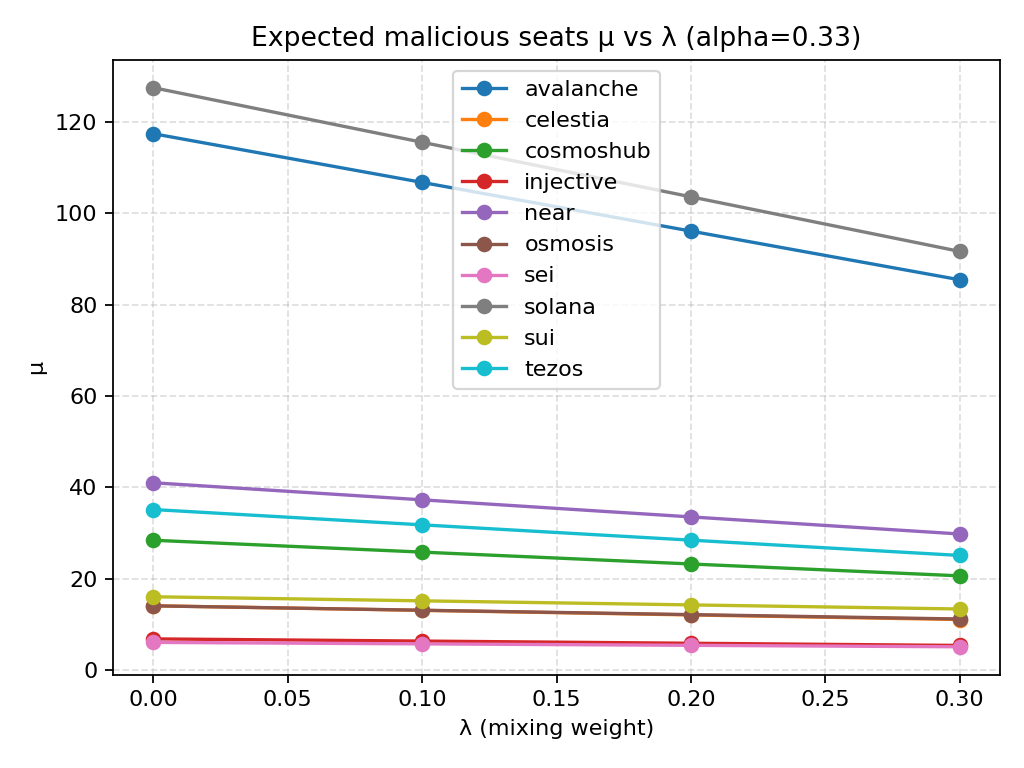 Expected malicious seats μ vs λ (alpha=0.33)
avalanche
celestia
cosmoshub
injective
near
osmosis
sei
solana
sui
tezos
μ
120
100
80
60
40
20
0
0.00 0.05 0.10 0.15 0.20 0.25 0.30
λ (mixing weight)